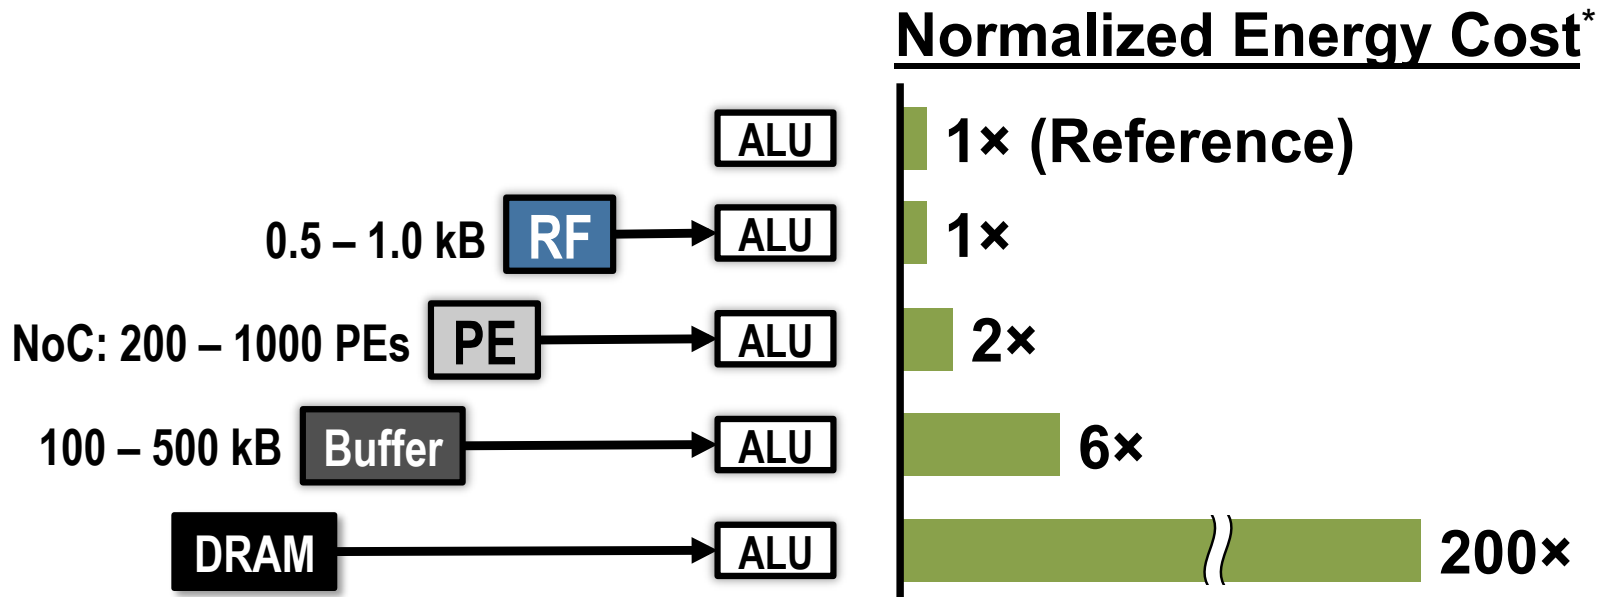 Normalized Energy Cost*
ALU 1× (Reference)
0.5 – 1.0 kB RF ALU 1×
NoC: 200 – 1000 PEs PE ALU 2×
100 – 500 kB Buffer ALU 6×
DRAM ALU 200×